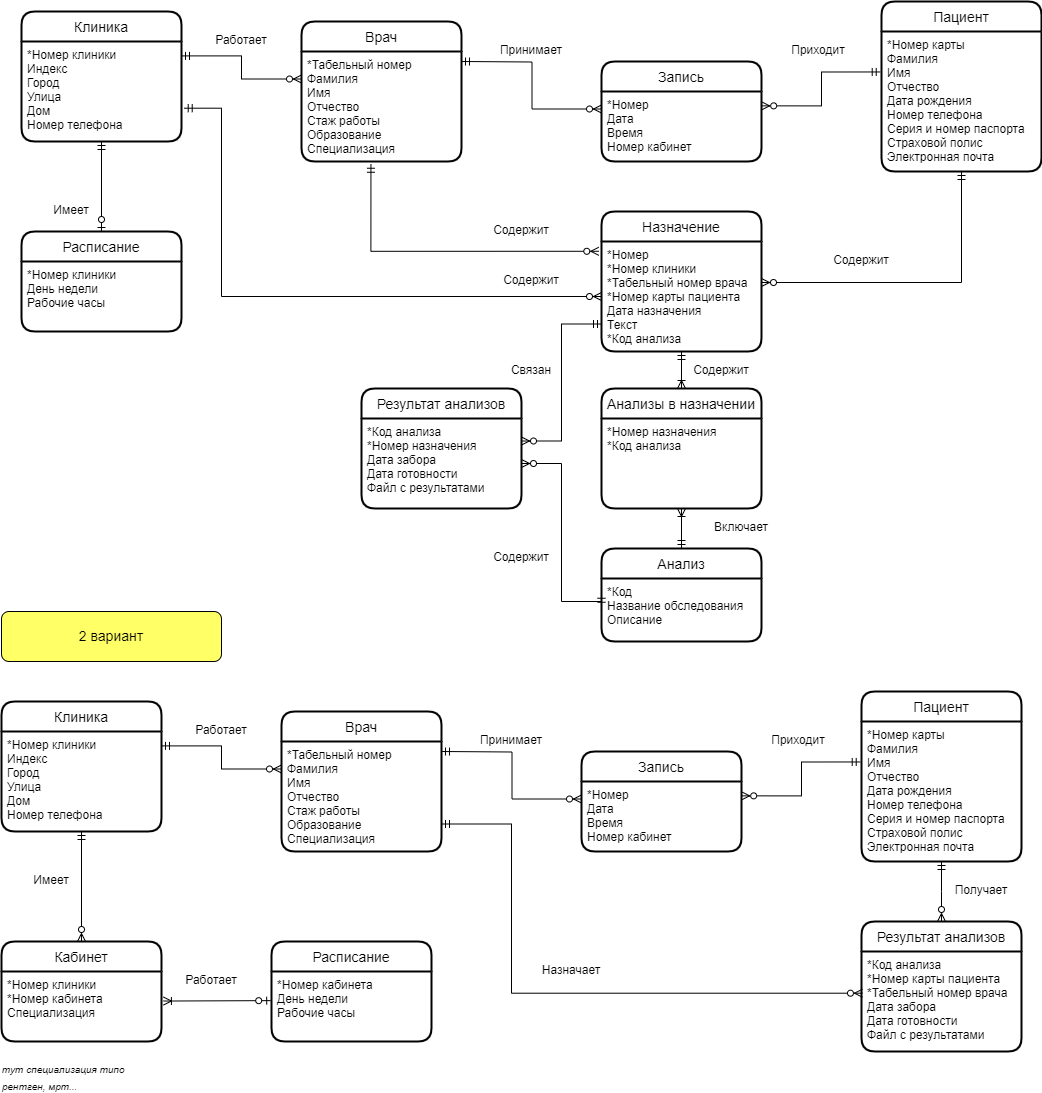 Клиника
*Номер клиники
Индекс
Город
Улица
Дом
Номер телефона
Работает
Врач
*Табельный номер
Фамилия
Имя
Отчество
Стаж работы
Образование
Специализация
Принимает
Запись
*Номер
Дата
Время
Номер кабинет
Приходит
Пациент
*Номер карты
Фамилия
Имя
Отчество
Дата рождения
Номер телефона
Серия и номер паспорта
Страховой полис
Электронная почта
Имеет
Расписание
*Номер клиники
День недели
Рабочие часы
Содержит
Содержит
Назначение
*Номер
*Номер клиники
*Табельный номер врача
*Номер карты пациента
Дата назначения
Текст
*Код анализа
Содержит
Связан
Содержит
Результат анализов
*Код анализа
*Номер назначения
Дата забора
Дата готовности
Файл с результатами
Анализы в назначении
*Номер назначения
*Код анализа
Включает
Содержит
Анализ
*Код
Название обследования
Описание
2 вариант
Клиника
*Номер клиники
Индекс
Город
Улица
Дом
Номер телефона
Работает
Врач
*Табельный номер
Фамилия
Имя
Отчество
Стаж работы
Образование
Специализация
Принимает
Запись
*Номер
Дата
Время
Номер кабинет
Приходит
Пациент
*Номер карты
Фамилия
Имя
Отчество
Дата рождения
Номер телефона
Серия и номер паспорта
Страховой полис
Электронная почта
Имеет
Получает
Кабинет
*Номер клиники
*Номер кабинета
Специализация
Работает
Расписание
*Номер кабинета
День недели
Рабочие часы
Назначает
Результат анализов
*Код анализа
*Номер карты пациента
*Табельный номер врача
Дата забора
Дата готовности
Файл с результатами
тут специализация типо
рентген, мрт...